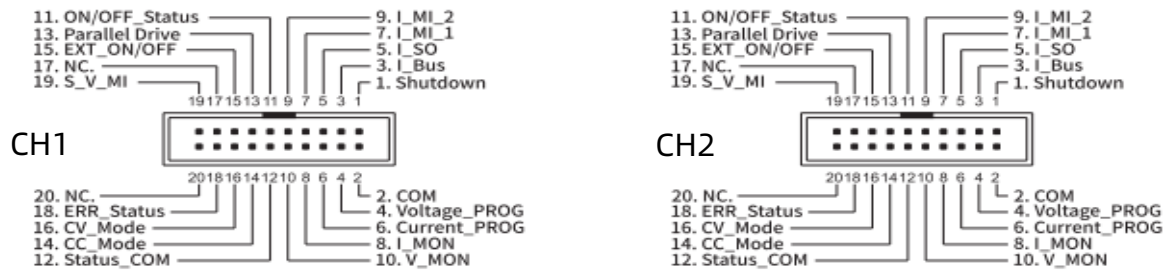 11. ON/OFF_Status
13. Parallel Drive
15. EXT_ON/OFF
17. NC.
19. S_V_MI
9. I_MI_2
7. I_MI_1
5. I_SO
3. I_Bus
1. Shutdown
19 17 15 13 11 9 7 5 3 1
CH1
20 18 16 14 12 10 8 6 4 2
20. NC.
18. ERR_Status
16. CV_Mode
14. CC_Mode
12. Status_COM
2. COM
4. Voltage_PROG
6. Current_PROG
8. I_MON
10. V_MON
11. ON/OFF_Status
13. Parallel Drive
15. EXT_ON/OFF
17. NC.
19. S_V_MI
9. I_MI_2
7. I_MI_1
5. I_SO
3. I_Bus
1. Shutdown
19 17 15 13 11 9 7 5 3 1
CH2
20 18 16 14 12 10 8 6 4 2
20. NC.
18. ERR_Status
16. CV_Mode
14. CC_Mode
12. Status_COM
2. COM
4. Voltage_PROG
6. Current_PROG
8. I_MON
10. V_MON